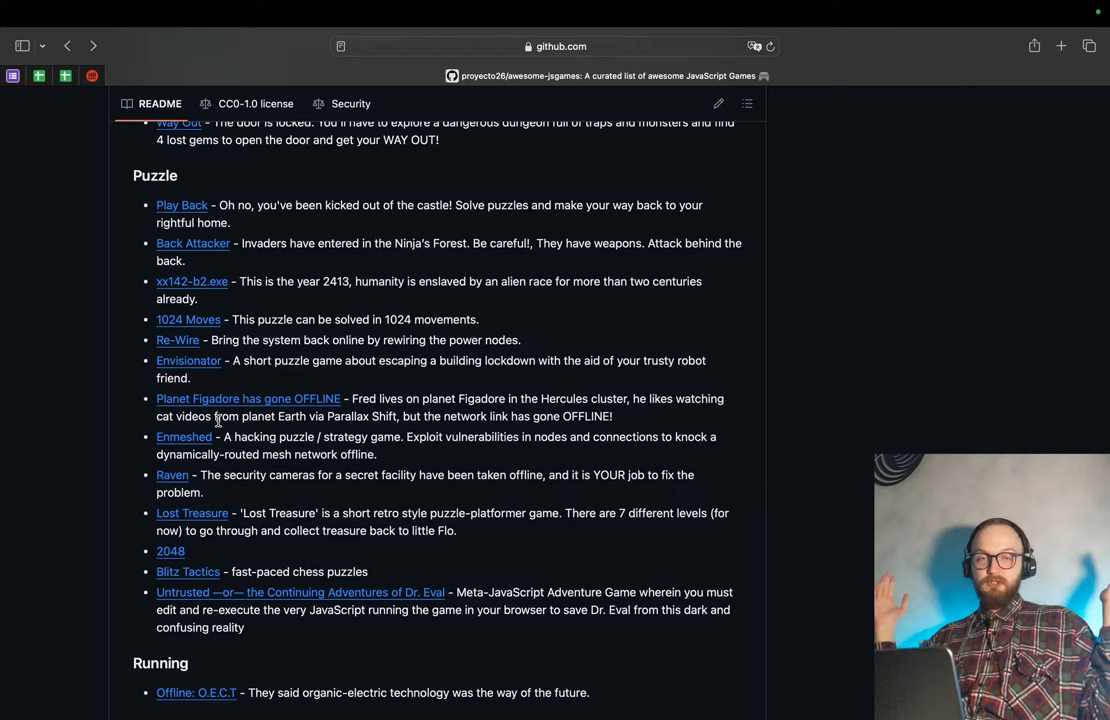 github.com
proyecto26/awesome-jsgames: A curated list of awesome JavaScript Games 🎮
README
CC0-1.0 license
Security
Way Out - The door is locked. You'll have to explore a dangerous dungeon full of traps and monsters and find
4 lost gems to open the door and get your WAY OUT!
Puzzle
Play Back - Oh no, you've been kicked out of the castle! Solve puzzles and make your way back to your
rightful home.
Back Attacker - Invaders have entered in the Ninja's Forest. Be careful!, They have weapons. Attack behind the
back.
xx142-b2.exe - This is the year 2413, humanity is enslaved by an alien race for more than two centuries
already.
1024 Moves - This puzzle can be solved in 1024 movements.
Re-Wire - Bring the system back online by rewiring the power nodes.
Envisionator - A short puzzle game about escaping a building lockdown with the aid of your trusty robot
friend.
Planet Figadore has gone OFFLINE - Fred lives on planet Figadore in the Hercules cluster, he likes watching
cat videos from planet Earth via Parallax Shift, but the network link has gone OFFLINE!
Enmeshed - A hacking puzzle / strategy game. Exploit vulnerabilities in nodes and connections to knock a
dynamically-routed mesh network offline.
Raven - The security cameras for a secret facility have been taken offline, and it is YOUR job to fix the
problem.
Lost Treasure - 'Lost Treasure' is a short retro style puzzle-platformer game. There are 7 different levels (for
now) to go through and collect treasure back to little Flo.
2048
Blitz Tactics - fast-paced chess puzzles
Untrusted —or— the Continuing Adventures of Dr. Eval - Meta-JavaScript Adventure Game wherein you must
edit and re-execute the very JavaScript running the game in your browser to save Dr. Eval from this dark and
confusing reality
Running
Offline: O.E.C.T - They said organic-electric technology was the way of the future.